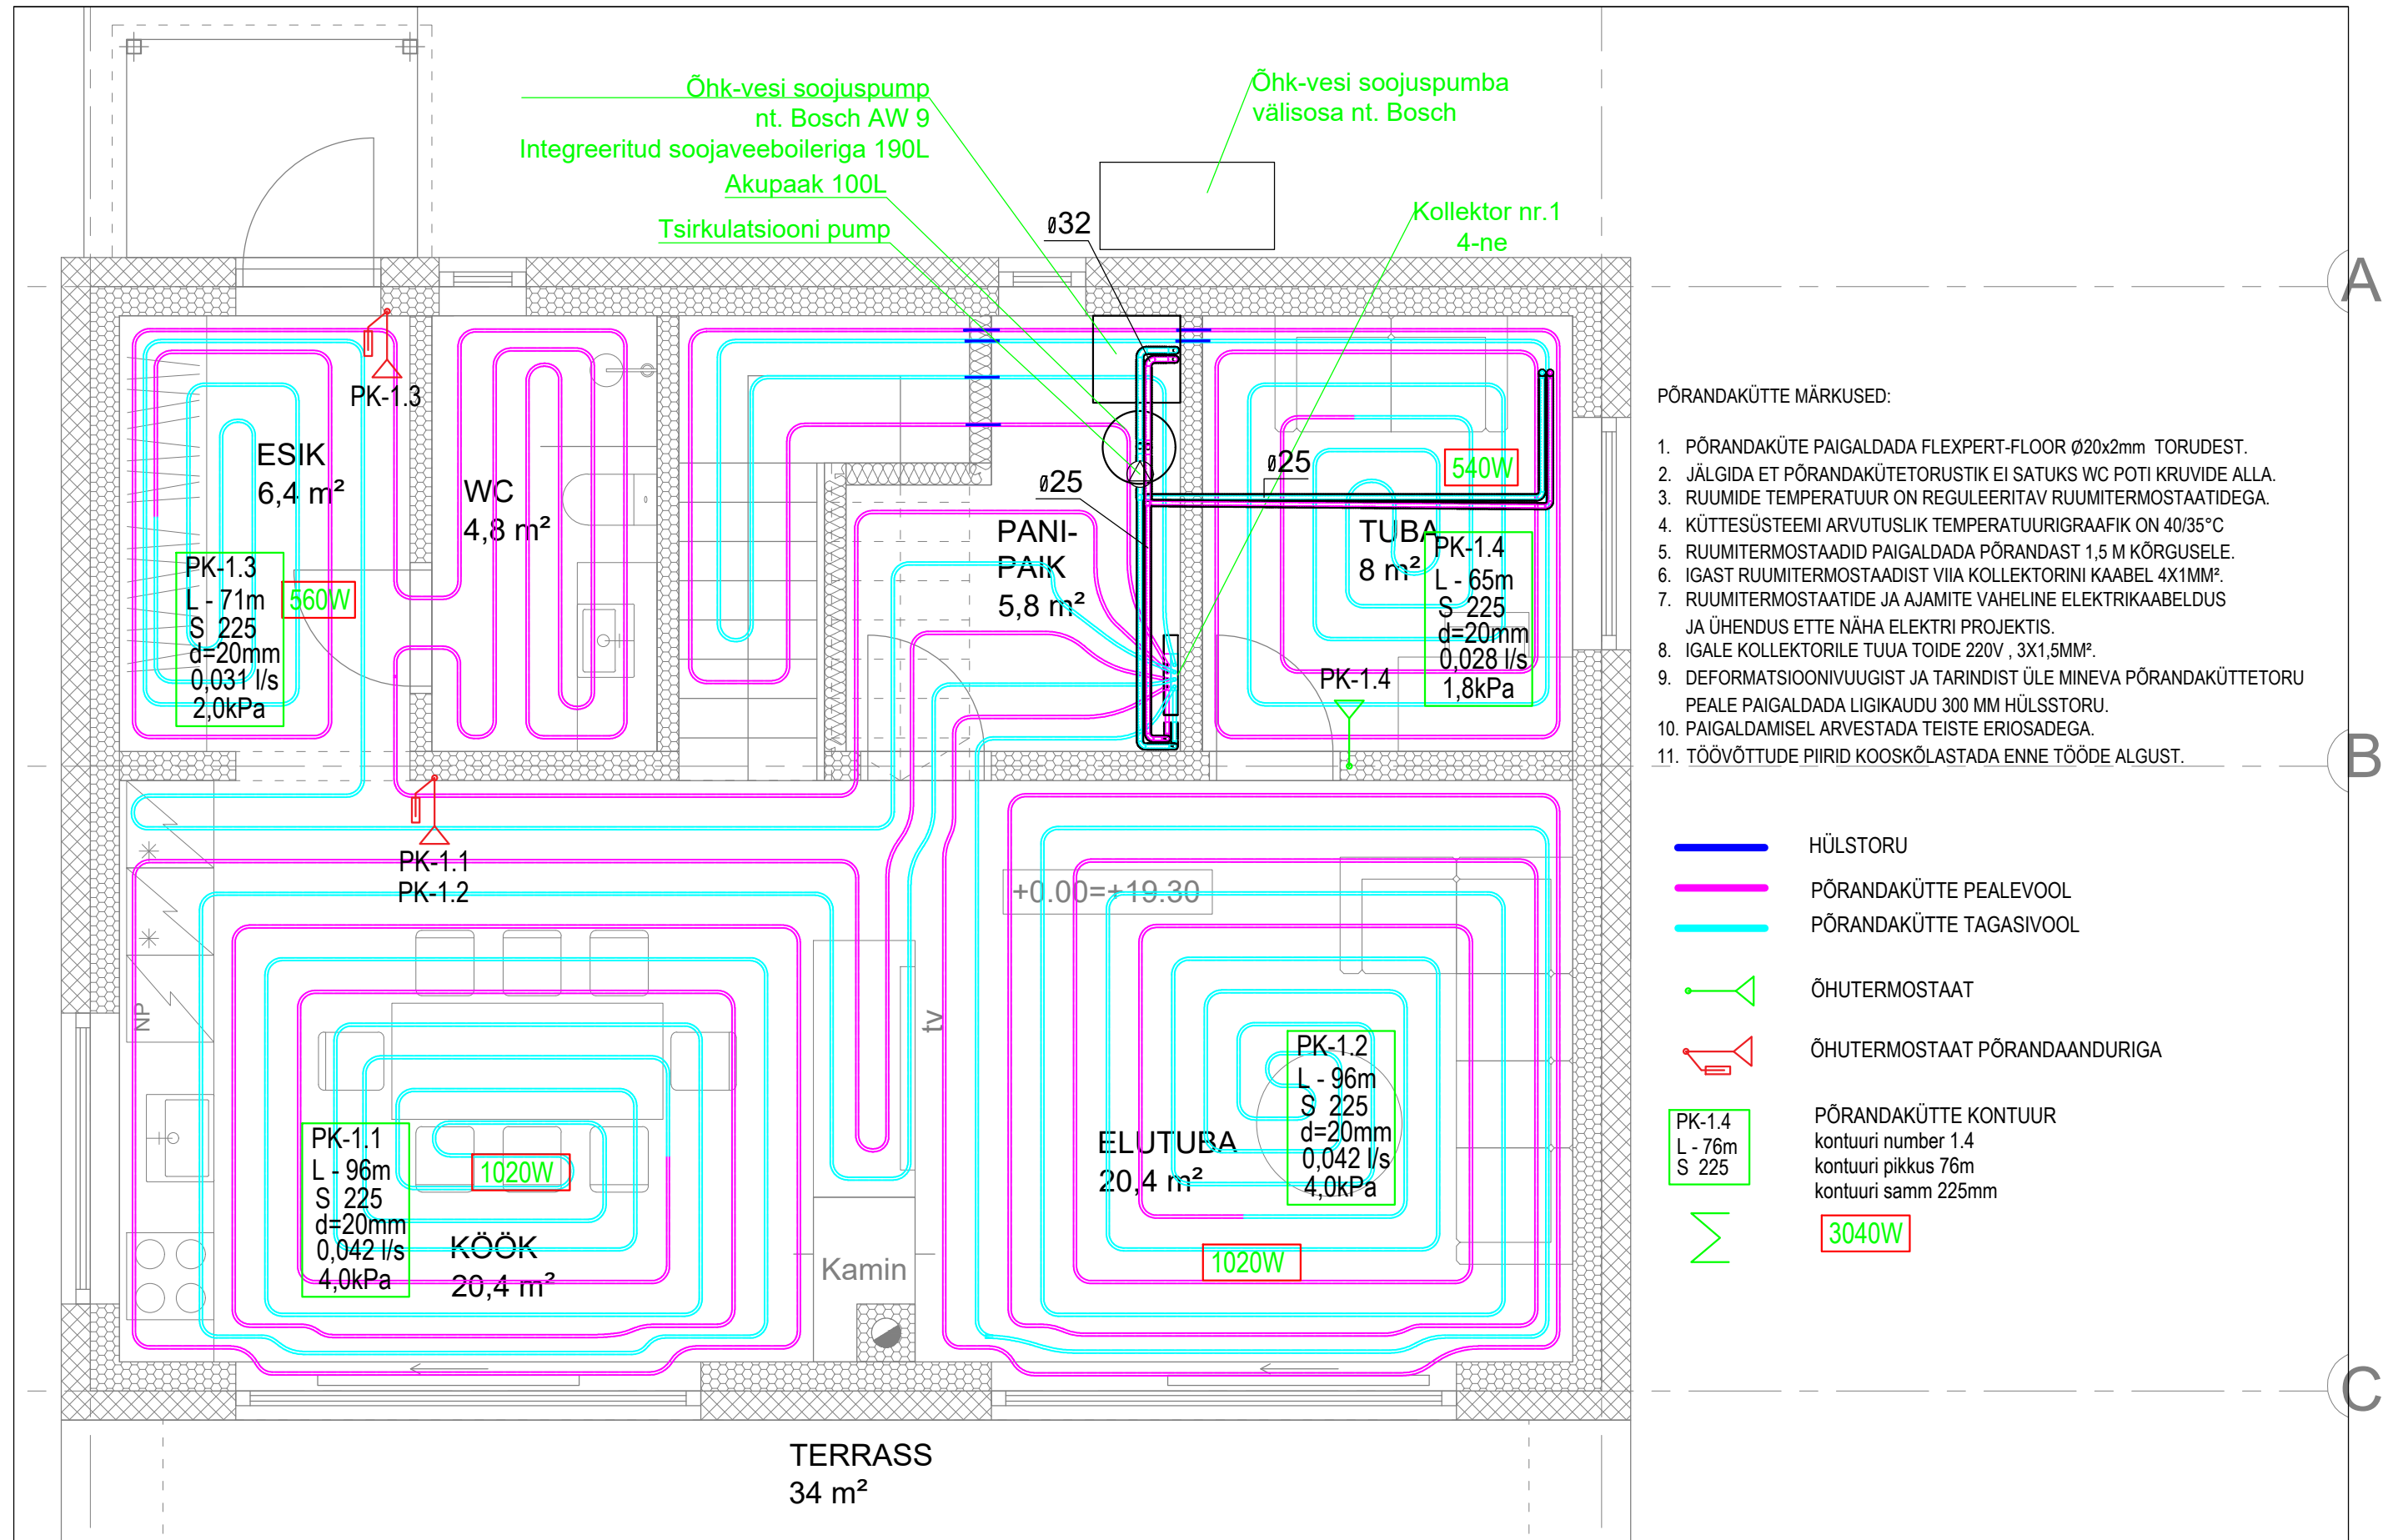 Õhk-vesi soojuspump
nt. Bosch AW 9
Integreeritud soojaveeboileriga 190L
Akupaak 100L
Tsirkulatsiooni pump
Õhk-vesi soojuspumba
välisosa nt. Bosch
Kollektor nr.1
4-ne
ø32
A
PK-1.3
ESIK
6,4 m²
WC
4,8 m²
PK-1.3
L - 71m
S 225
d=20mm
0,031 l/s
2,0kPa
560W
ø25
ø25
PANI-
PAIK
5,8 m²
540W
TUBA
8 m²
PK-1.4
L - 65m
S 225
d=20mm
0,028 l/s
1,8kPa
PK-1.4
PÕRANDAKÜTTE MÄRKUSED:
1. PÕRANDAKÜTE PAIGALDADA FLEXPERT-FLOOR Ø20x2mm TORUDEST.
2. JÄLGIDA ET PÕRANDAKÜTETORUSTIK EI SATUKS WC POTI KRUVIDE ALLA.
3. RUUMIDE TEMPERATUUR ON REGULEERITAV RUUMITERMOSTAATIDEGA.
4. KÜTTESÜSTEEMI ARVUTUSLIK TEMPERATUURIGRAAFIK ON 40/35°C
5. RUUMITERMOSTAADID PAIGALDADA PÕRANDAST 1,5 M KÕRGUSELE.
6. IGAST RUUMITERMOSTAADIST VIIA KOLLEKTORINI KAABEL 4X1MM².
7. RUUMITERMOSTAATIDE JA AJAMITE VAHELINE ELEKTRIKAABELDUS
JA ÜHENDUS ETTE NÄHA ELEKTRI PROJEKTIS.
8. IGALE KOLLEKTORILE TUUA TOIDE 220V , 3X1,5MM².
9. DEFORMATSIOONIVUUGIST JA TARINDIST ÜLE MINEVA PÕRANDAKÜTTETORU
PEALE PAIGALDADA LIGIKAUDU 300 MM HÜLSSTORU.
10. PAIGALDAMISEL ARVESTADA TEISTE ERIOSADEGA.
11. TÖÖVÕTTUDE PIIRID KOOSKÕLASTADA ENNE TÖÖDE ALGUST.
B
HÜLSTORU
PÕRANDAKÜTTE PEALEVOOL
PÕRANDAKÜTTE TAGASIVOOL
ÕHUTERMOSTAAT
ÕHUTERMOSTAAT PÕRANDAANDURIGA
PK-1.4
L - 76m
S 225
PÕRANDAKÜTTE KONTUUR
kontuuri number 1.4
kontuuri pikkus 76m
kontuuri samm 225mm
Σ
3040W
PK-1.1
PK-1.2
+0.00=+19.30
NP
tv
PK-1.1
L - 96m
S 225
d=20mm
0,042 l/s
4,0kPa
1020W
KÖÖK
20,4 m²
Kamin
ELUTUBA
20,4 m²
PK-1.2
L - 96m
S 225
d=20mm
0,042 l/s
4,0kPa
1020W
C
TERRASS
34 m²